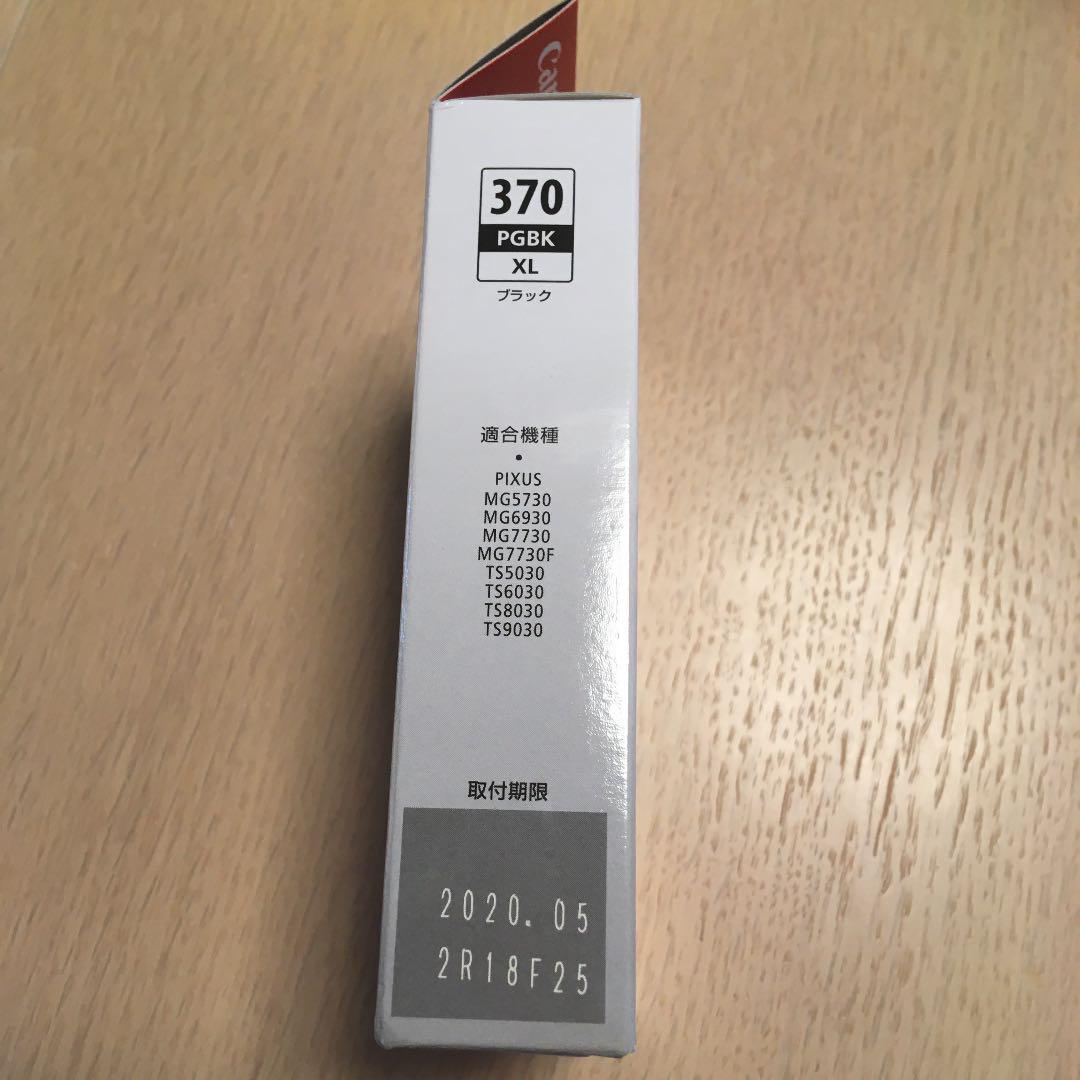 370
PGBK
XL
ブラック
適合機種
•
PIXUS
MG5730
MG6930
MG7730
MG7730F
TS5030
TS6030
TS8030
TS9030
取付期限
2020.05
2R18F25